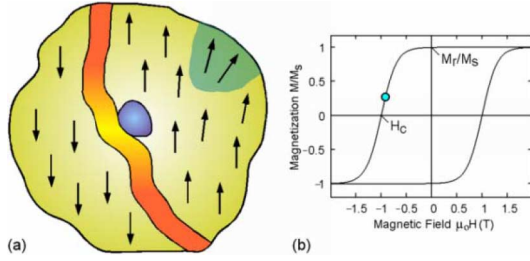 (a)
(b)
Magnetization M/Ms
1
0.5
0
-0.5
-1
Mr/Ms
Hc
-1.5 -1 -0.5 0 0.5 1 1.5
Magnetic Field μoH(T)